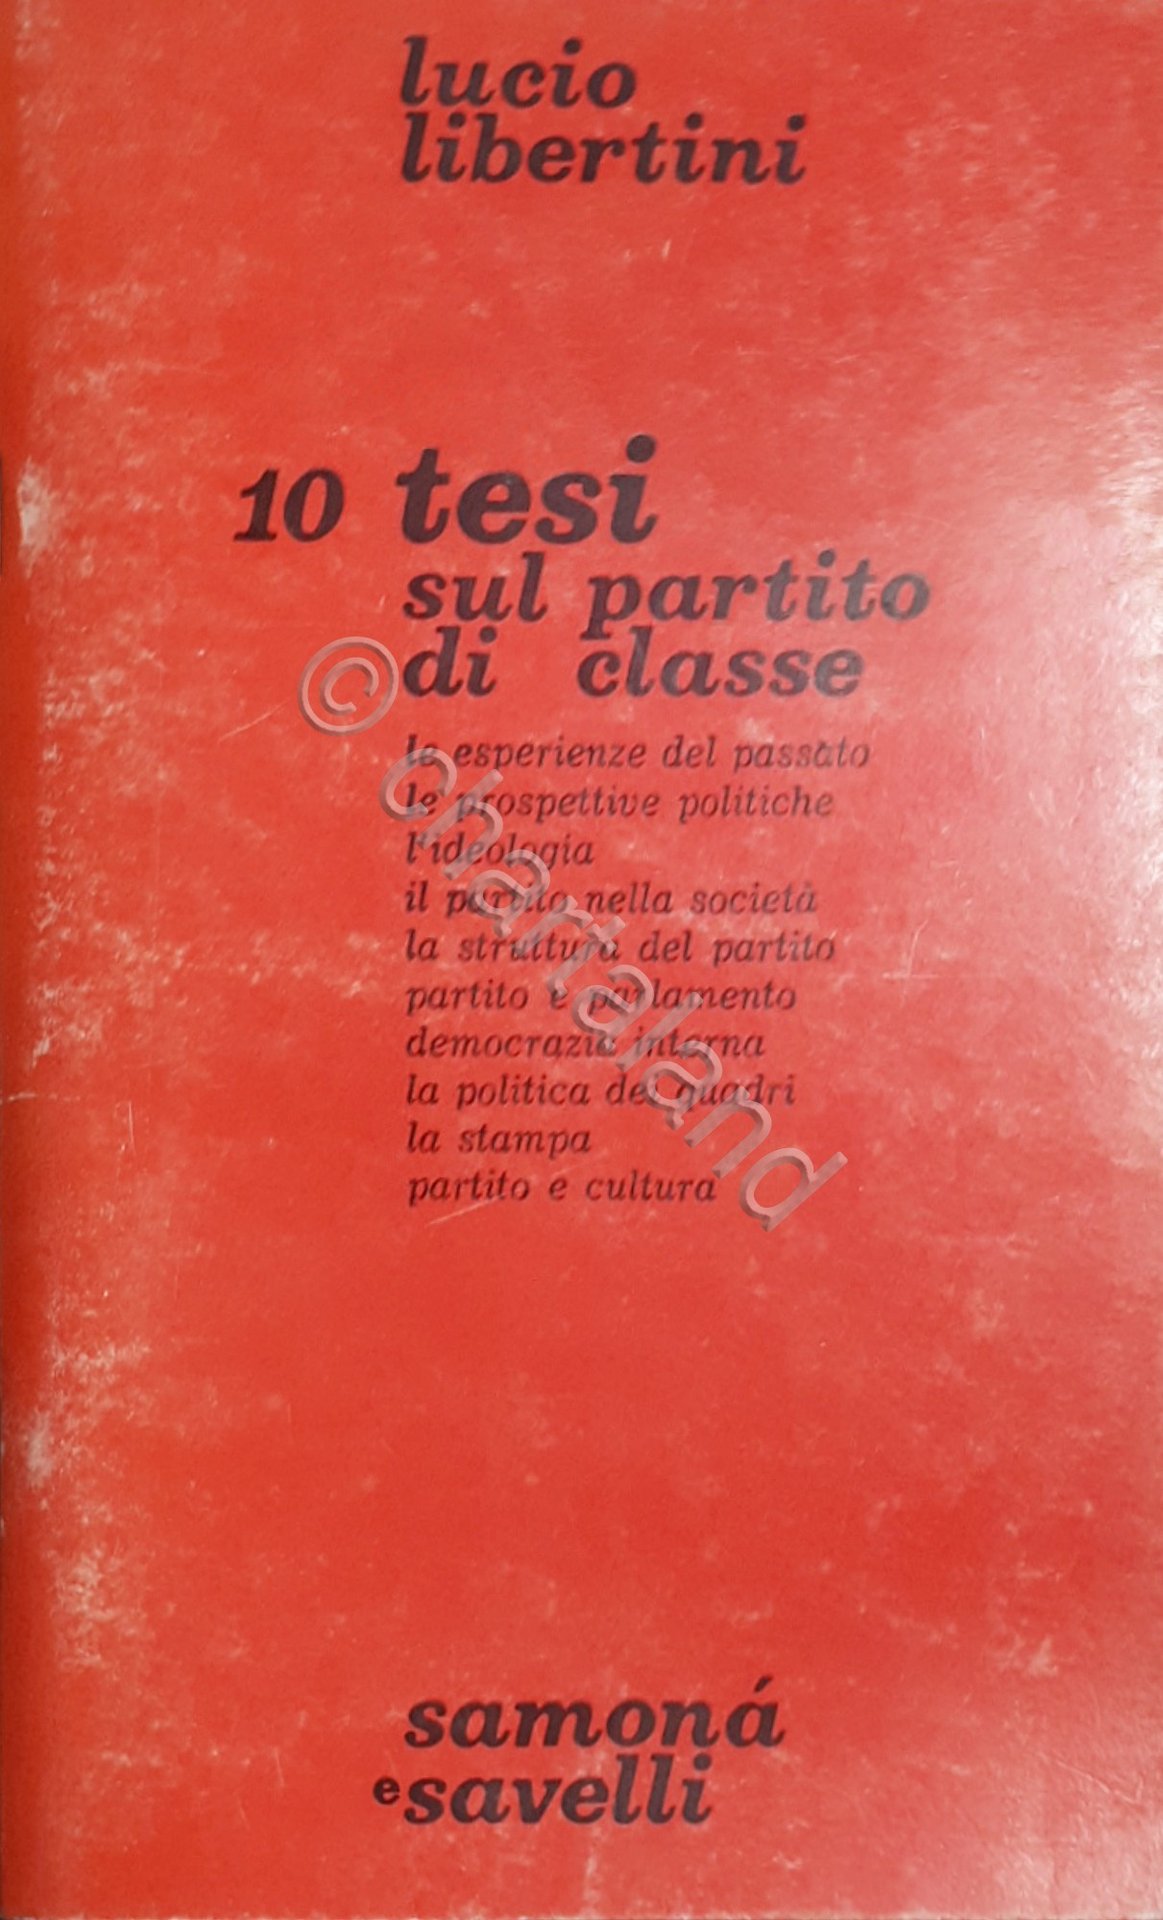 lucio
libertini
10 tesi
sul partito
di classe
le esperienze del passato
le prospettive politiche
l'ideologia
il partito nella società
la struttura del partito
partito e parlamento
democrazia interna
la politica dei quadri
la stampa
partito e cultura
© chartaland
samoná
e savelli